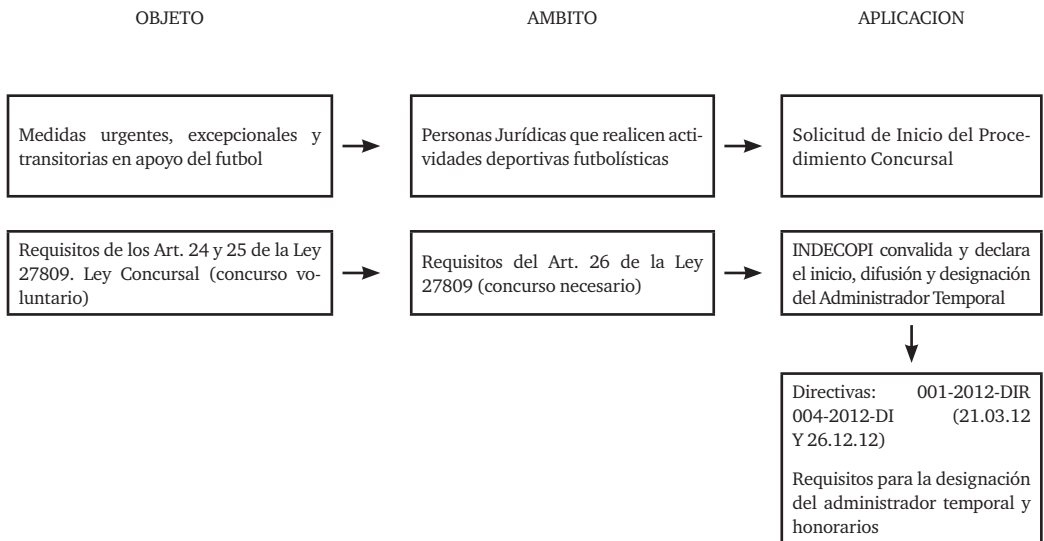 OBJETO
AMBITO
APLICACION
Medidas urgentes, excepcionales y
transitorias en apoyo del futbol
Personas Jurídicas que realicen acti-
vidades deportivas futbolísticas
Solicitud de Inicio del Proce-
dimiento Concursal
Requisitos de los Art. 24 y 25 de la Ley
27809. Ley Concursal (concurso vo-
luntario)
Requisitos del Art. 26 de la Ley
27809 (concurso necesario)
INDECOPI convalida y declara
el inicio, difusión y designación
del Administrador Temporal
Directivas: 001-2012-DIR
004-2012-DI (21.03.12
Y 26.12.12)
Requisitos para la designación
del administrador temporal y
honorarios